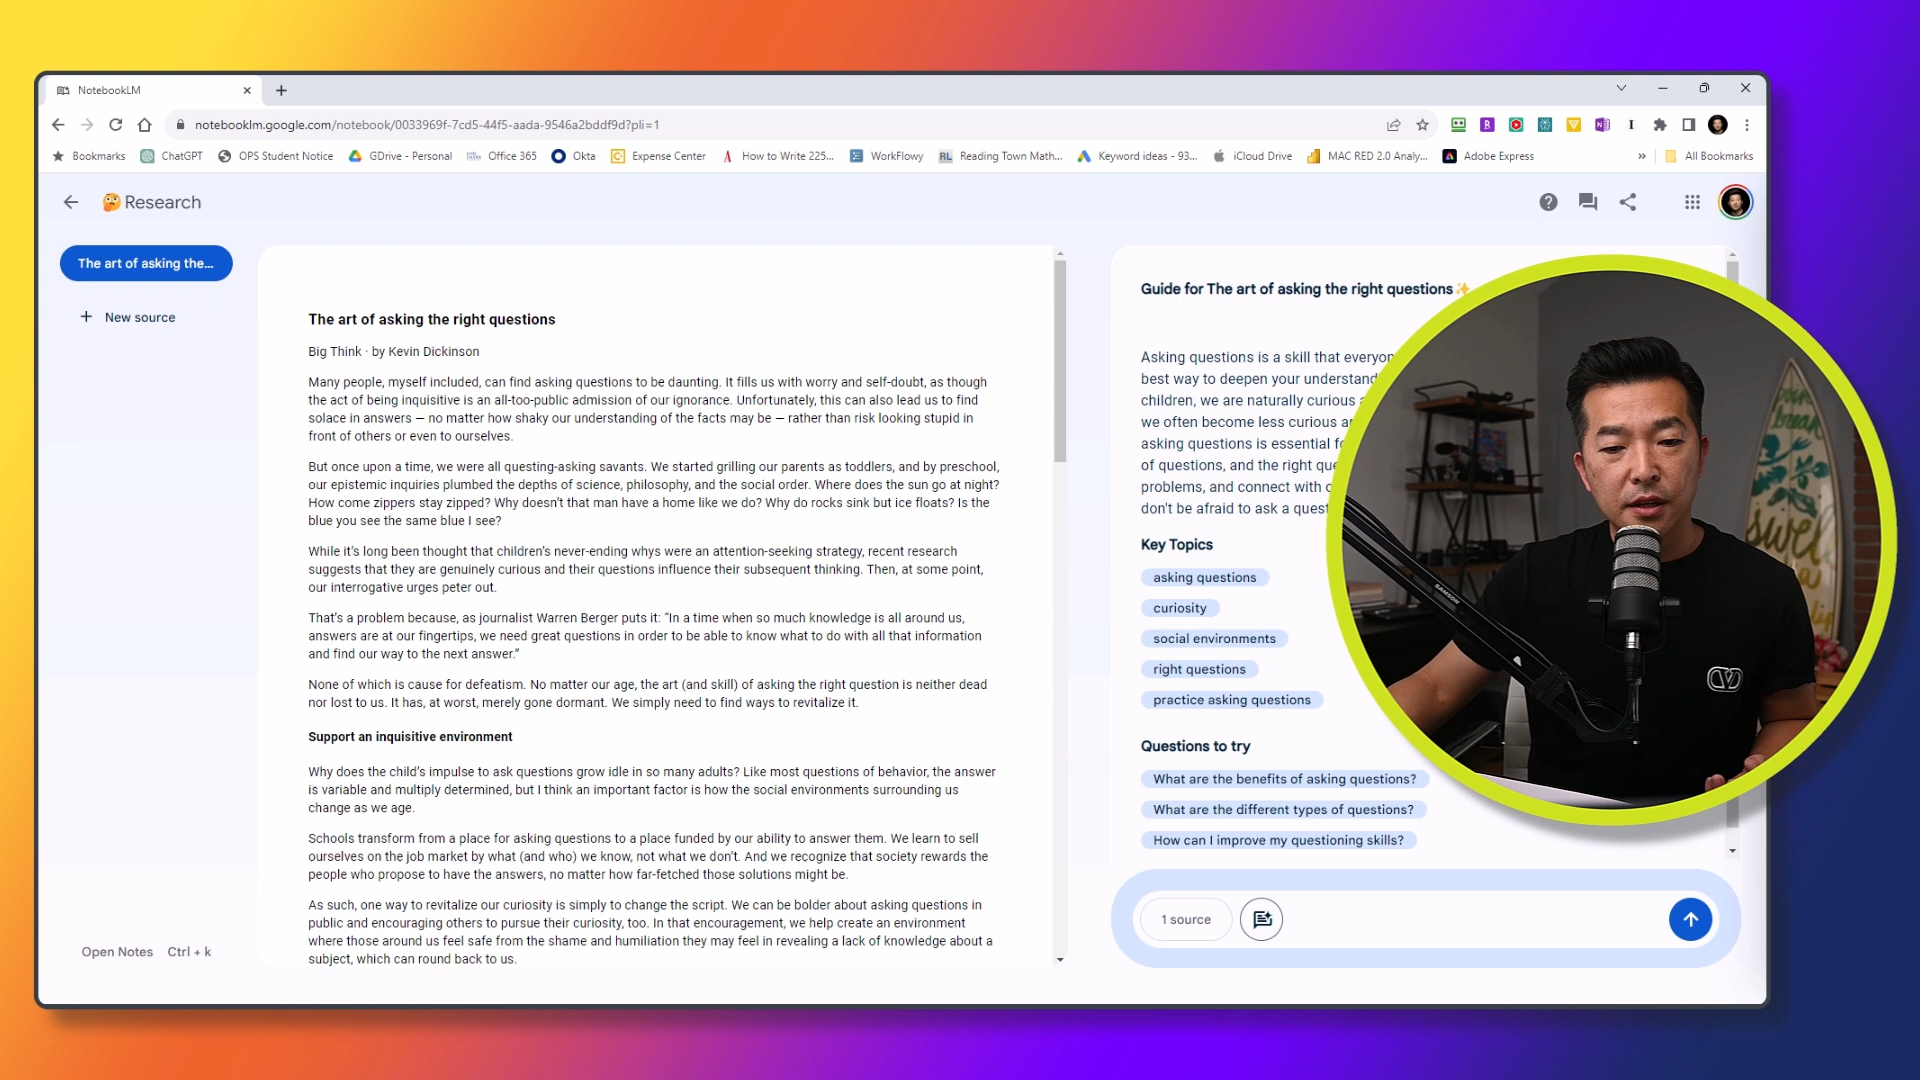 NotebookLM
notebooklm.google.com/notebook/0033969f-7cd5-44f5-aada-9546a2bddf9d?pli=1
Bookmarks ChatGPT OPS Student Notice GDrive - Personal Office 365 Okta Expense Center How to Write 225... WorkFlowy RL Reading Town Math... Keyword ideas - 93... iCloud Drive MAC RED 2.0 Analy... Adobe Express » All Bookmarks
Research
The art of asking the...
+ New source
Open Notes Ctrl + k
The art of asking the right questions
Big Think · by Kevin Dickinson
Many people, myself included, can find asking questions to be daunting. It fills us with worry and self-doubt, as though
the act of being inquisitive is an all-too-public admission of our ignorance. Unfortunately, this can also lead us to find
solace in answers — no matter how shaky our understanding of the facts may be — rather than risk looking stupid in
front of others or even to ourselves.
But once upon a time, we were all questing-asking savants. We started grilling our parents as toddlers, and by preschool,
our epistemic inquiries plumbed the depths of science, philosophy, and the social order. Where does the sun go at night?
How come zippers stay zipped? Why doesn't that man have a home like we do? Why do rocks sink but ice floats? Is the
blue you see the same blue I see?
While it's long been thought that children's never-ending whys were an attention-seeking strategy, recent research
suggests that they are genuinely curious and their questions influence their subsequent thinking. Then, at some point,
our interrogative urges peter out.
That's a problem because, as journalist Warren Berger puts it: “In a time when so much knowledge is all around us,
answers are at our fingertips, we need great questions in order to be able to know what to do with all that information
and find our way to the next answer.”
None of which is cause for defeatism. No matter our age, the art (and skill) of asking the right question is neither dead
nor lost to us. It has, at worst, merely gone dormant. We simply need to find ways to revitalize it.
Support an inquisitive environment
Why does the child's impulse to ask questions grow idle in so many adults? Like most questions of behavior, the answer
is variable and multiply determined, but I think an important factor is how the social environments surrounding us
change as we age.
Schools transform from a place for asking questions to a place funded by our ability to answer them. We learn to sell
ourselves on the job market by what (and who) we know, not what we don't. And we recognize that society rewards the
people who propose to have the answers, no matter how far-fetched those solutions might be.
As such, one way to revitalize our curiosity is simply to change the script. We can be bolder about asking questions in
public and encouraging others to pursue their curiosity, too. In that encouragement, we help create an environment
where those around us feel safe from the shame and humiliation they may feel in revealing a lack of knowledge about a
subject, which can round back to us.
Guide for The art of asking the right questions
Asking questions is a skill that
best way to deepen your
children, we are naturally curious
we often become less curious
asking questions is essential
of questions, and the right
problems, and connect with
don't be afraid to ask a
Key Topics
asking questions
curiosity
social environments
right questions
practice asking questions
Questions to try
What are the benefits of asking questions?
What are the different types of questions?
How can I improve my questioning skills?
1 source
SAMSON